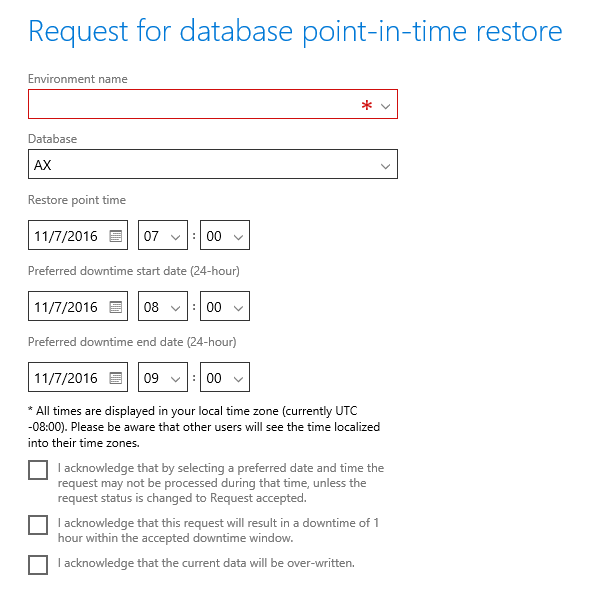 Request for database point-in-time restore
Environment name
*
Database
AX
Restore point time
11/7/2016 07 : 00
Preferred downtime start date (24-hour)
11/7/2016 08 : 00
Preferred downtime end date (24-hour)
11/7/2016 09 : 00
* All times are displayed in your local time zone (currently UTC
-08:00). Please be aware that other users will see the time localized
into their time zones.
I acknowledge that by selecting a preferred date and time the
request may not be processed during that time, unless the
request status is changed to Request accepted.
I acknowledge that this request will result in a downtime of 1
hour within the accepted downtime window.
I acknowledge that the current data will be over-written.